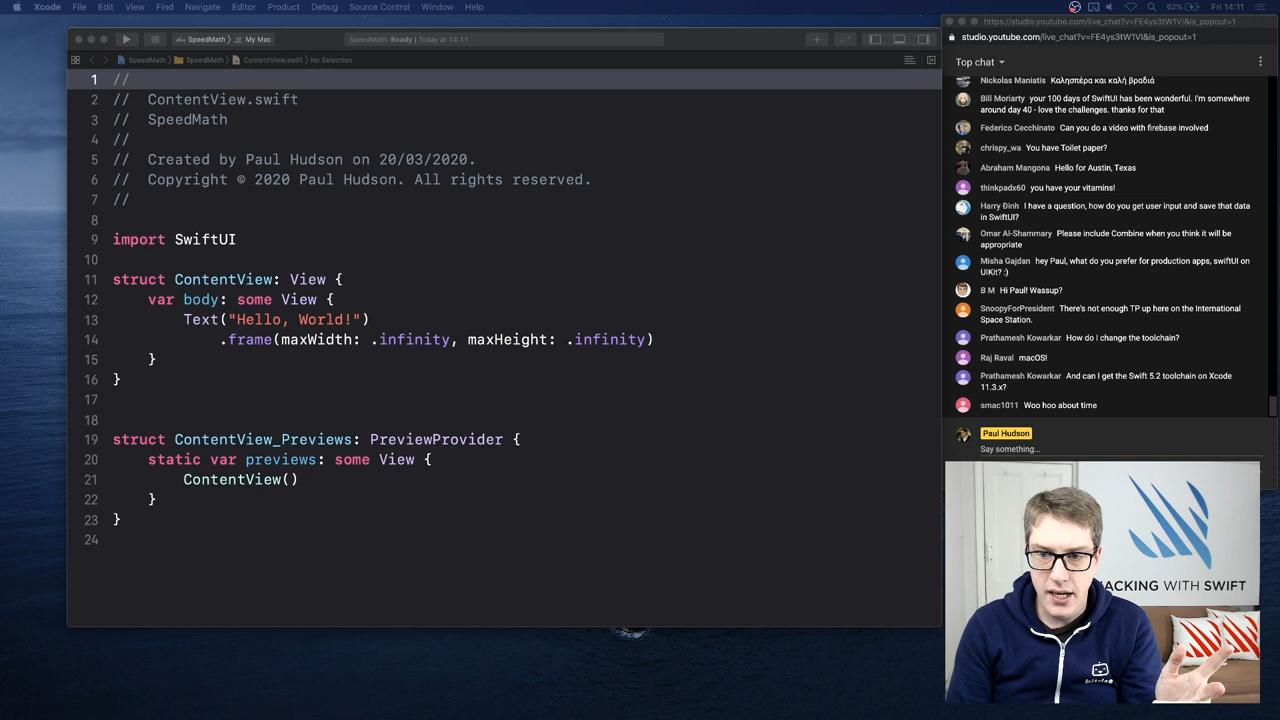 Xcode File Edit View Find Navigate Editor Product Debug Source Control Window Help 62% Fri 14:11
https://studio.youtube.com/live_chat?v=FE4ys3tW1VI&is_popout=1
SpeedMath My Mac SpeedMath: Ready | Today at 14:11
studio.youtube.com/live_chat?v=FE4ys3tW1VI&is_popout=1
SpeedMath SpeedMath ContentView.swift No Selection
1 //
2 // ContentView.swift
3 // SpeedMath
4 //
5 // Created by Paul Hudson on 20/03/2020.
6 // Copyright © 2020 Paul Hudson. All rights reserved.
7 //
8
9 import SwiftUI
10
11 struct ContentView: View {
12 var body: some View {
13 Text("Hello, World!")
14 .frame(maxWidth: .infinity, maxHeight: .infinity)
15 }
16 }
17
18
19 struct ContentView_Previews: PreviewProvider {
20 static var previews: some View {
21 ContentView()
22 }
23 }
24
Top chat
Nickolas Maniatis Καλησπέρα και καλή βραδιά
Bill Moriarty your 100 days of SwiftUI has been wonderful. I'm somewhere
around day 40 - love the challenges. thanks for that
Federico Cecchinato Can you do a video with firebase involved
chrispy_wa You have Toilet paper?
Abraham Mangona Hello for Austin, Texas
thinkpadx60 you have your vitamins!
Harry Đinh I have a question, how do you get user input and save that data
in SwiftUI?
Omar Al-Shammary Please include Combine when you think it will be
appropriate
Misha Gajdan hey Paul, what do you prefer for production apps, swiftUI on
UIKit? :)
B M Hi Paul! Wassup?
SnoopyForPresident There's not enough TP up here on the International
Space Station.
Prathamesh Kowarkar How do I change the toolchain?
Raj Raval macOS!
Prathamesh Kowarkar And can I get the Swift 5.2 toolchain on Xcode
11.3.x?
smac1011 Woo hoo about time
Paul Hudson
Say something...
HACKING WITH SWIFT